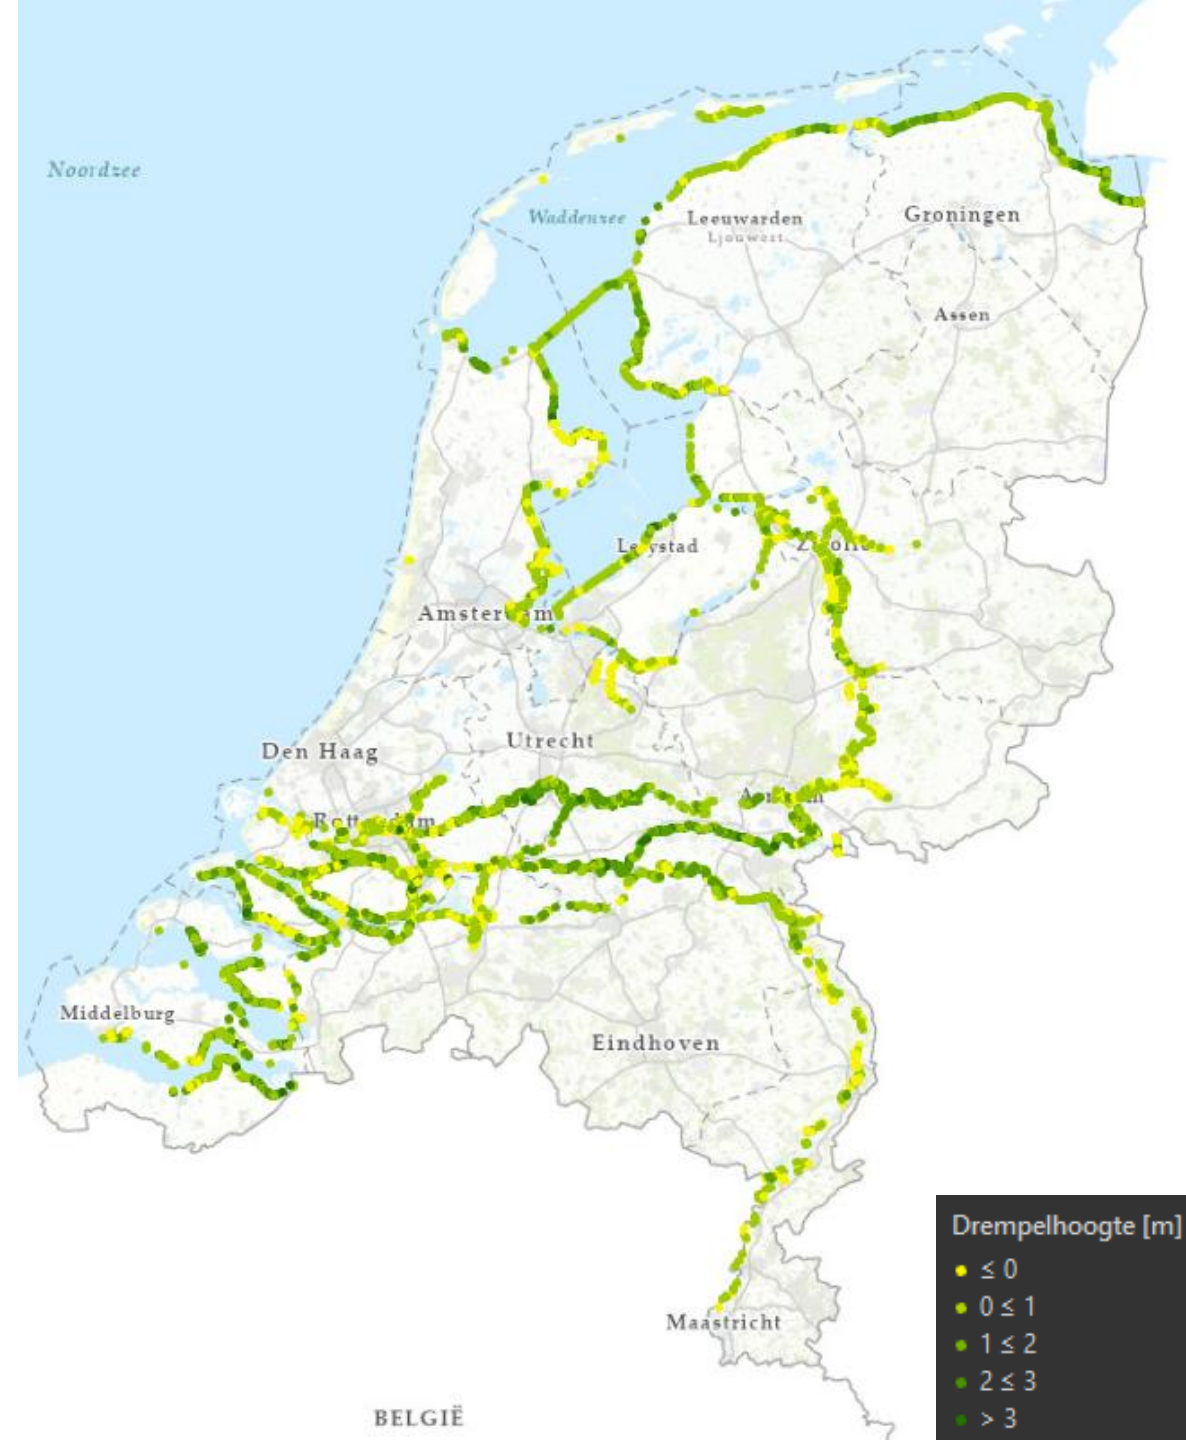 Noordzee
Waddenzee
Leeuwarden
Ljouwert
Groningen
Assen
Amsterdam
Utrecht
Den Haag
Middelburg
Eindhoven
Maastricht
BELGIË
Drempelhoogte [m]
≤ 0
0 ≤ 1
1 ≤ 2
2 ≤ 3
> 3